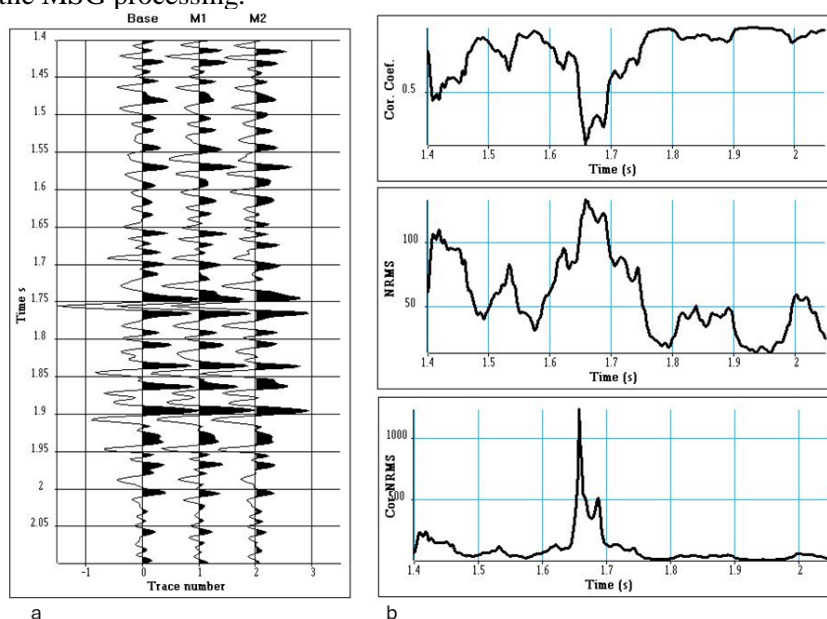 the MSG processing.
Base M1 M2
1.4
1.45
1.5
1.55
1.6
1.65
1.7
1.75
1.8
1.85
1.9
1.95
2
2.05
Time s
-1 0 1 2 3
Trace number
a
Cor. Coef.
0.5
1.4 1.5 1.6 1.7 1.8 1.9 2
Time (s)
NRMS
100
50
1.4 1.5 1.6 1.7 1.8 1.9 2
Time (s)
Cor NRMS
1000
1.4 1.5 1.6 1.7 1.8 1.9 2
Time (s)
b